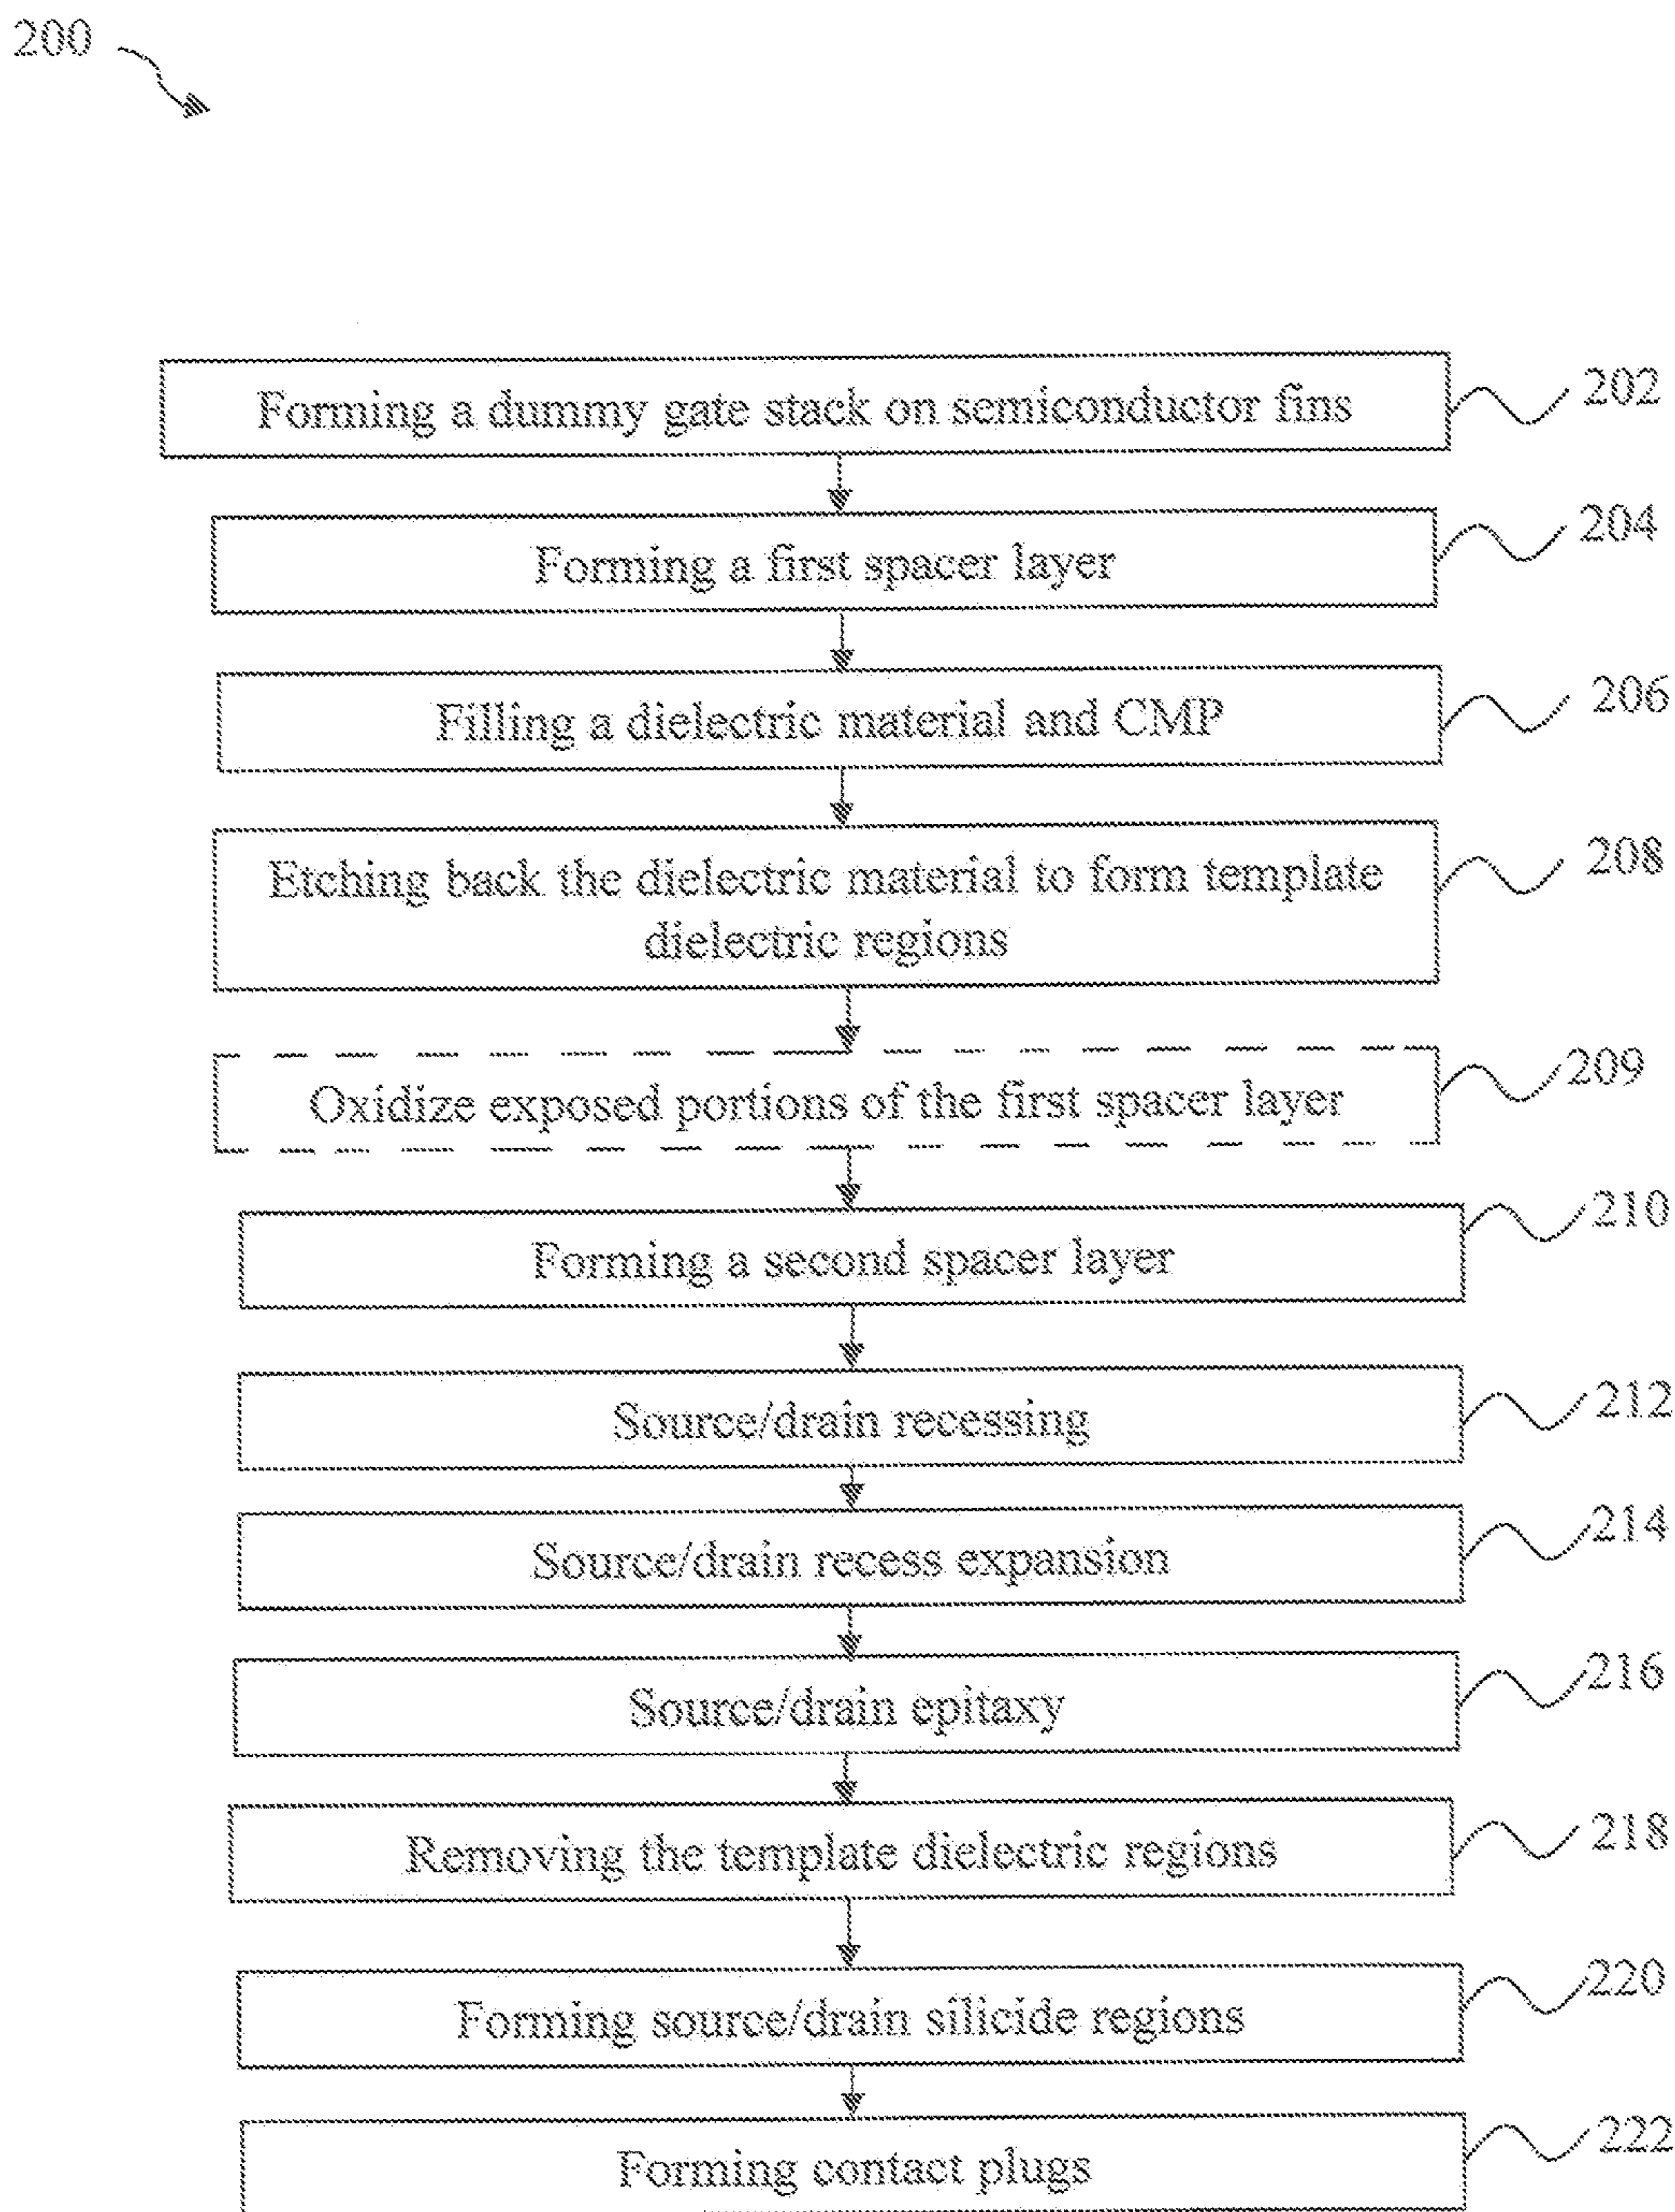 200
Forming a dummy gate stack on semiconductor fins
202
Forming a first spacer layer
204
Filling a dielectric material and CMP
206
Etching back the dielectric material to form template
dielectric regions
208
Oxidize exposed portions of the first spacer layer
209
Forming a second spacer layer
210
Source/drain recessing
212
Source/drain recess expansion
214
Source/drain epitaxy
216
Removing the template dielectric regions
218
Forming source/drain silicide regions
220
Forming contact plugs
222